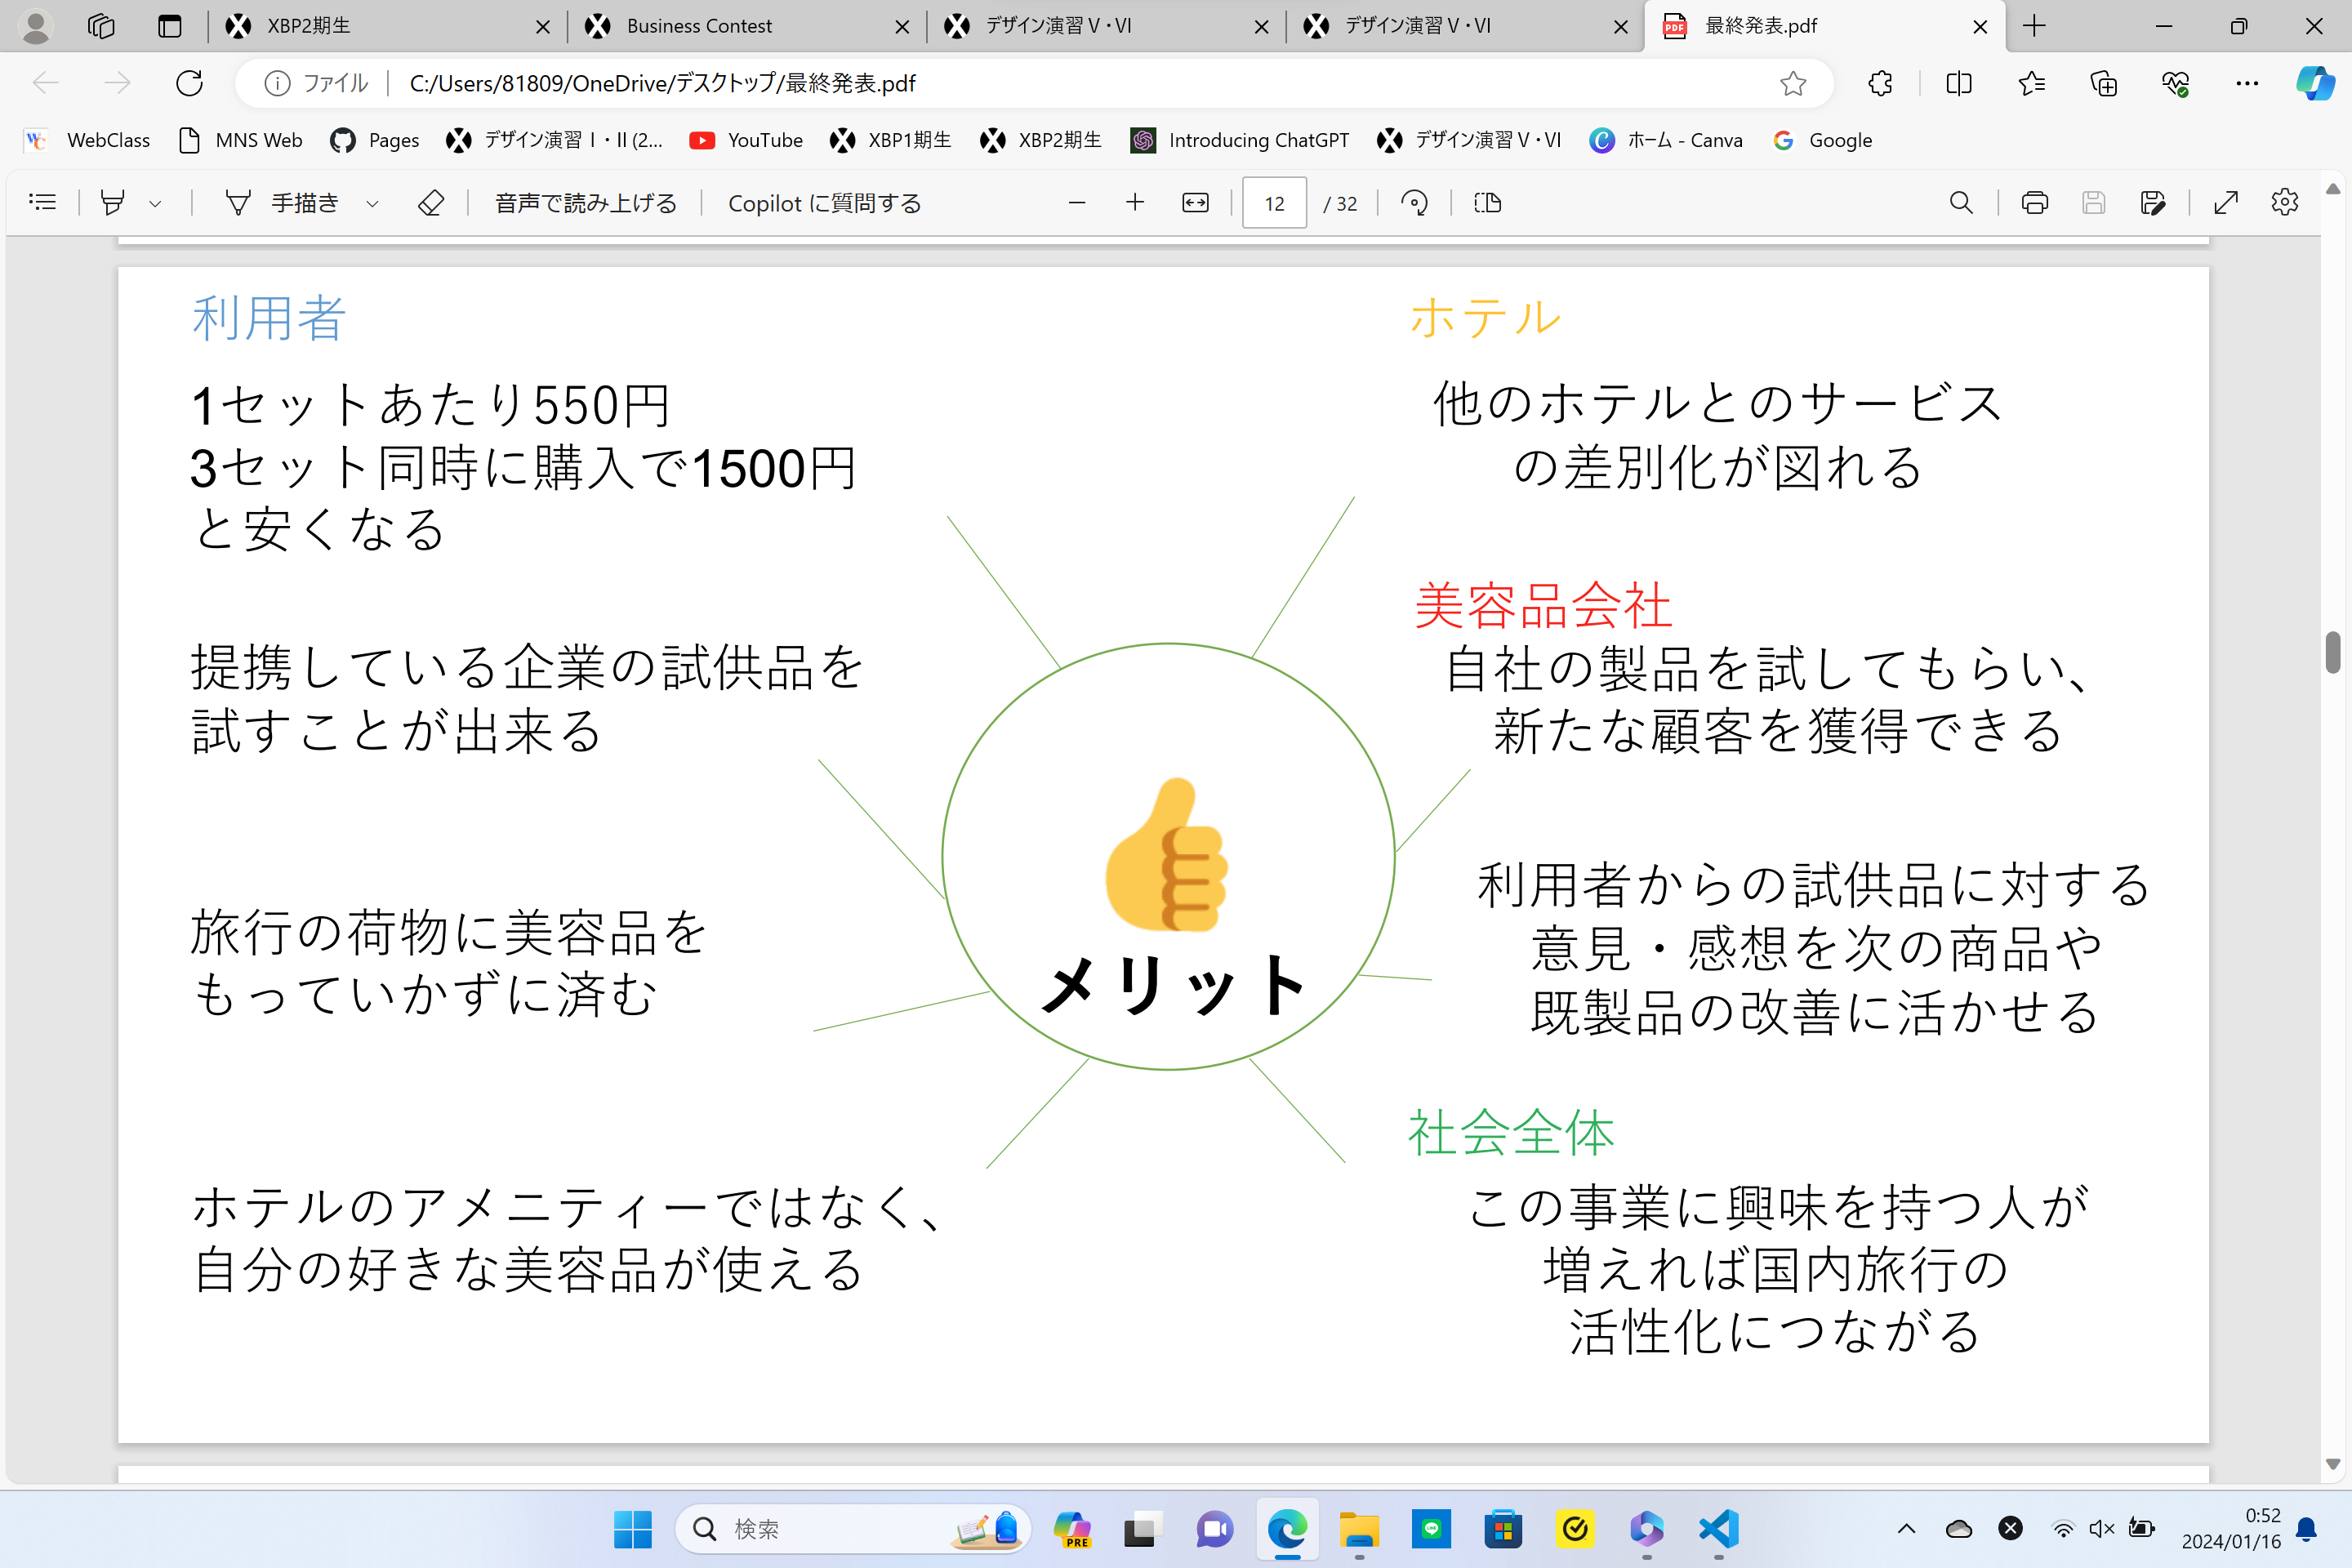 XBP2期生
Business Contest
デザイン演習Ⅴ・Ⅵ
デザイン演習Ⅴ・Ⅵ
最終発表.pdf
ファイル
C:/Users/81809/OneDrive/デスクトップ/最終発表.pdf
WebClass
MNS Web
Pages
デザイン演習Ⅰ・Ⅱ(2...
YouTube
XBP1期生
XBP2期生
Introducing ChatGPT
デザイン演習Ⅴ・Ⅵ
ホーム - Canva
Google
手描き
音声で読み上げる
Copilot に質問する
12 / 32
利用者
1セットあたり550円
3セット同時に購入で1500円
と安くなる
提携している企業の試供品を
試すことが出来る
旅行の荷物に美容品を
もっていかずに済む
ホテルのアメニティーではなく、
自分の好きな美容品が使える
メリット
ホテル
他のホテルとのサービス
の差別化が図れる
美容品会社
自社の製品を試してもらい、
新たな顧客を獲得できる
利用者からの試供品に対する
意見・感想を次の商品や
既製品の改善に活かせる
社会全体
この事業に興味を持つ人が
増えれば国内旅行の
活性化につながる
検索
PRE
0:52
2024/01/16